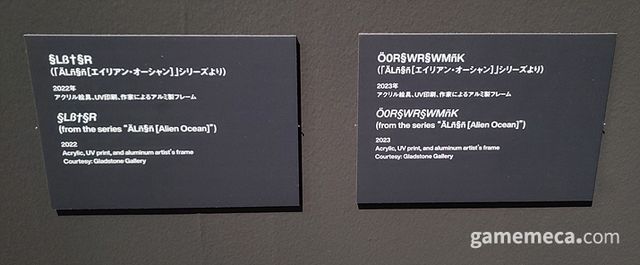 §Lß†§R
(「ÄLñ§ñ[エイリアン・オーシャン]」シリーズより)
2022年
アクリル絵具、UV印刷、作家によるアルミ製フレーム
§Lß†§R
(from the series “ÄLñ§ñ [Alien Ocean]”)
2022
Acrylic, UV print, and aluminum artist's frame
Courtesy: Gladstone Gallery
Ö0R§WR§WMñK
(「ÄLñ§ñ[エイリアン・オーシャン]」シリーズより)
2023年
アクリル絵具、UV印刷、作家によるアルミ製フレーム
Ö0R§WR§WMñK
(from the series “ÄLñ§ñ [Alien Ocean]”)
2023
Acrylic, UV print, and aluminum artist's frame
Courtesy: Gladstone Gallery
gamemeca.com